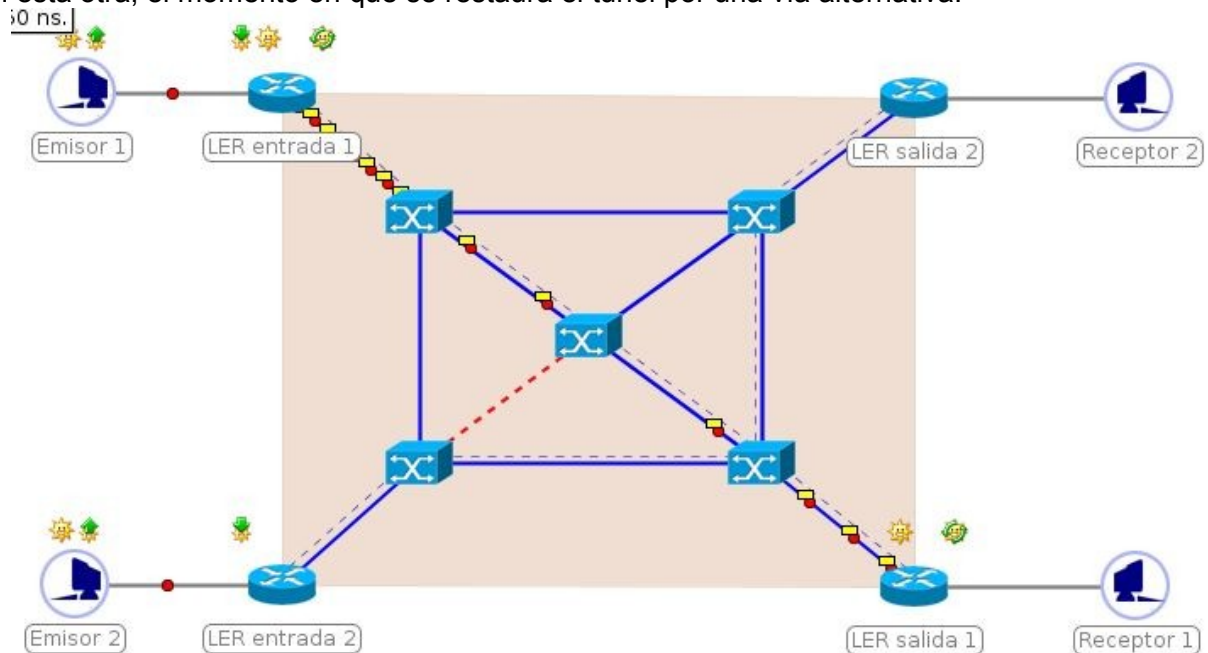 esta otra, el momento en que se restaura el túnel por una vía alternativa.
50 ns.
Emisor 1
LER entrada 1
LER salida 2
Receptor 2
Emisor 2
LER entrada 2
LER salida 1
Receptor 1